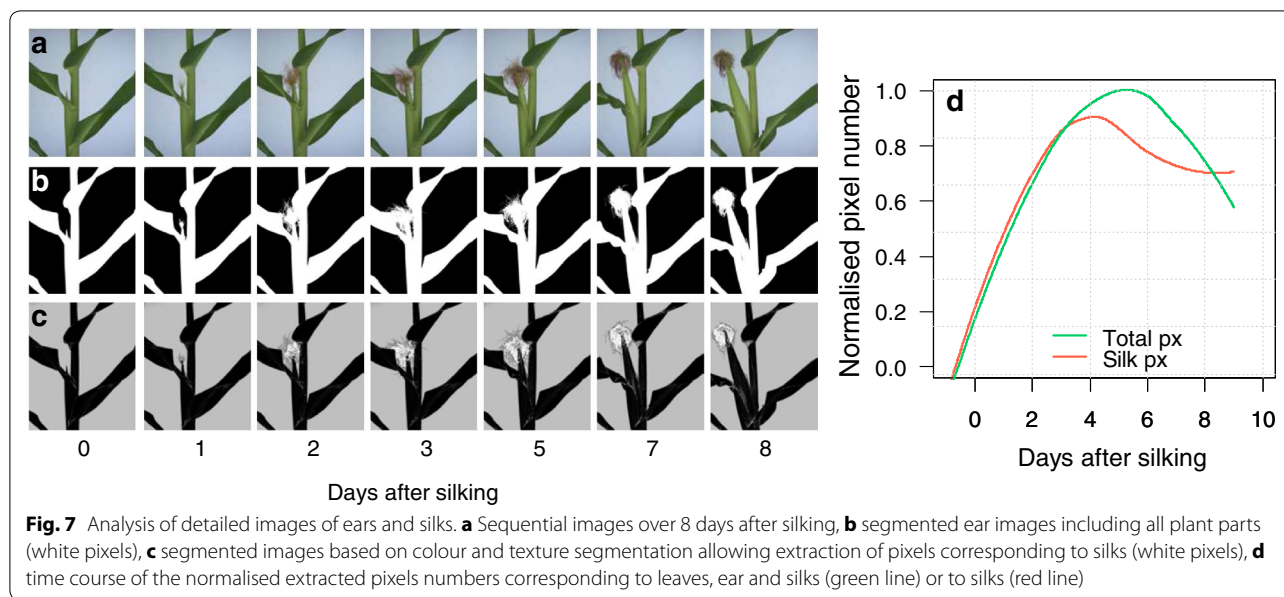 a
b
c
0 1 2 3 5 7 8
Days after silking
d
Normalised pixel number
1.0
0.8
0.6
0.4
0.2
0.0
Total px
Silk px
0 2 4 6 8 10
Days after silking
Fig. 7 Analysis of detailed images of ears and silks. a Sequential images over 8 days after silking, b segmented ear images including all plant parts
(white pixels), c segmented images based on colour and texture segmentation allowing extraction of pixels corresponding to silks (white pixels), d
time course of the normalised extracted pixels numbers corresponding to leaves, ear and silks (green line) or to silks (red line)